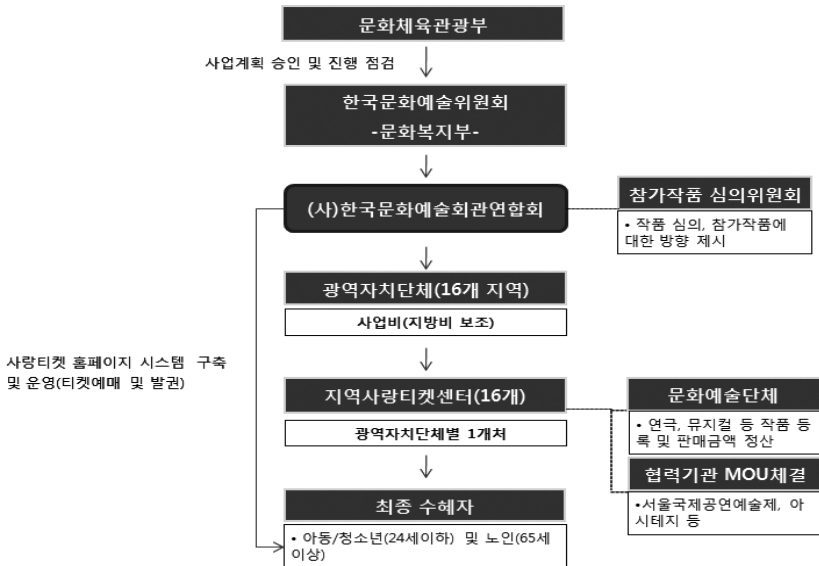 문화체육관광부
사업계획 승인 및 진행 점검
한국문화예술위원회
-문화복지부-
(사)한국문화예술회관연합회
참가작품 심의위원회
• 작품 심의, 참가작품에
대한 방향 제시
광역자치단체(16개 지역)
사업비(지방비 보조)
사랑티켓 홈페이지 시스템 구축
및 운영(티켓예매 및 발권)
지역사랑티켓센터(16개)
광역자치단체별 1개처
문화예술단체
• 연극, 뮤지컬 등 작품 등
록 및 판매금액 정산
협력기관 MOU체결
•서울국제공연예술제, 아
시테지 등
최종 수혜자
• 아동/청소년(24세이하) 및 노인(65세
이상)